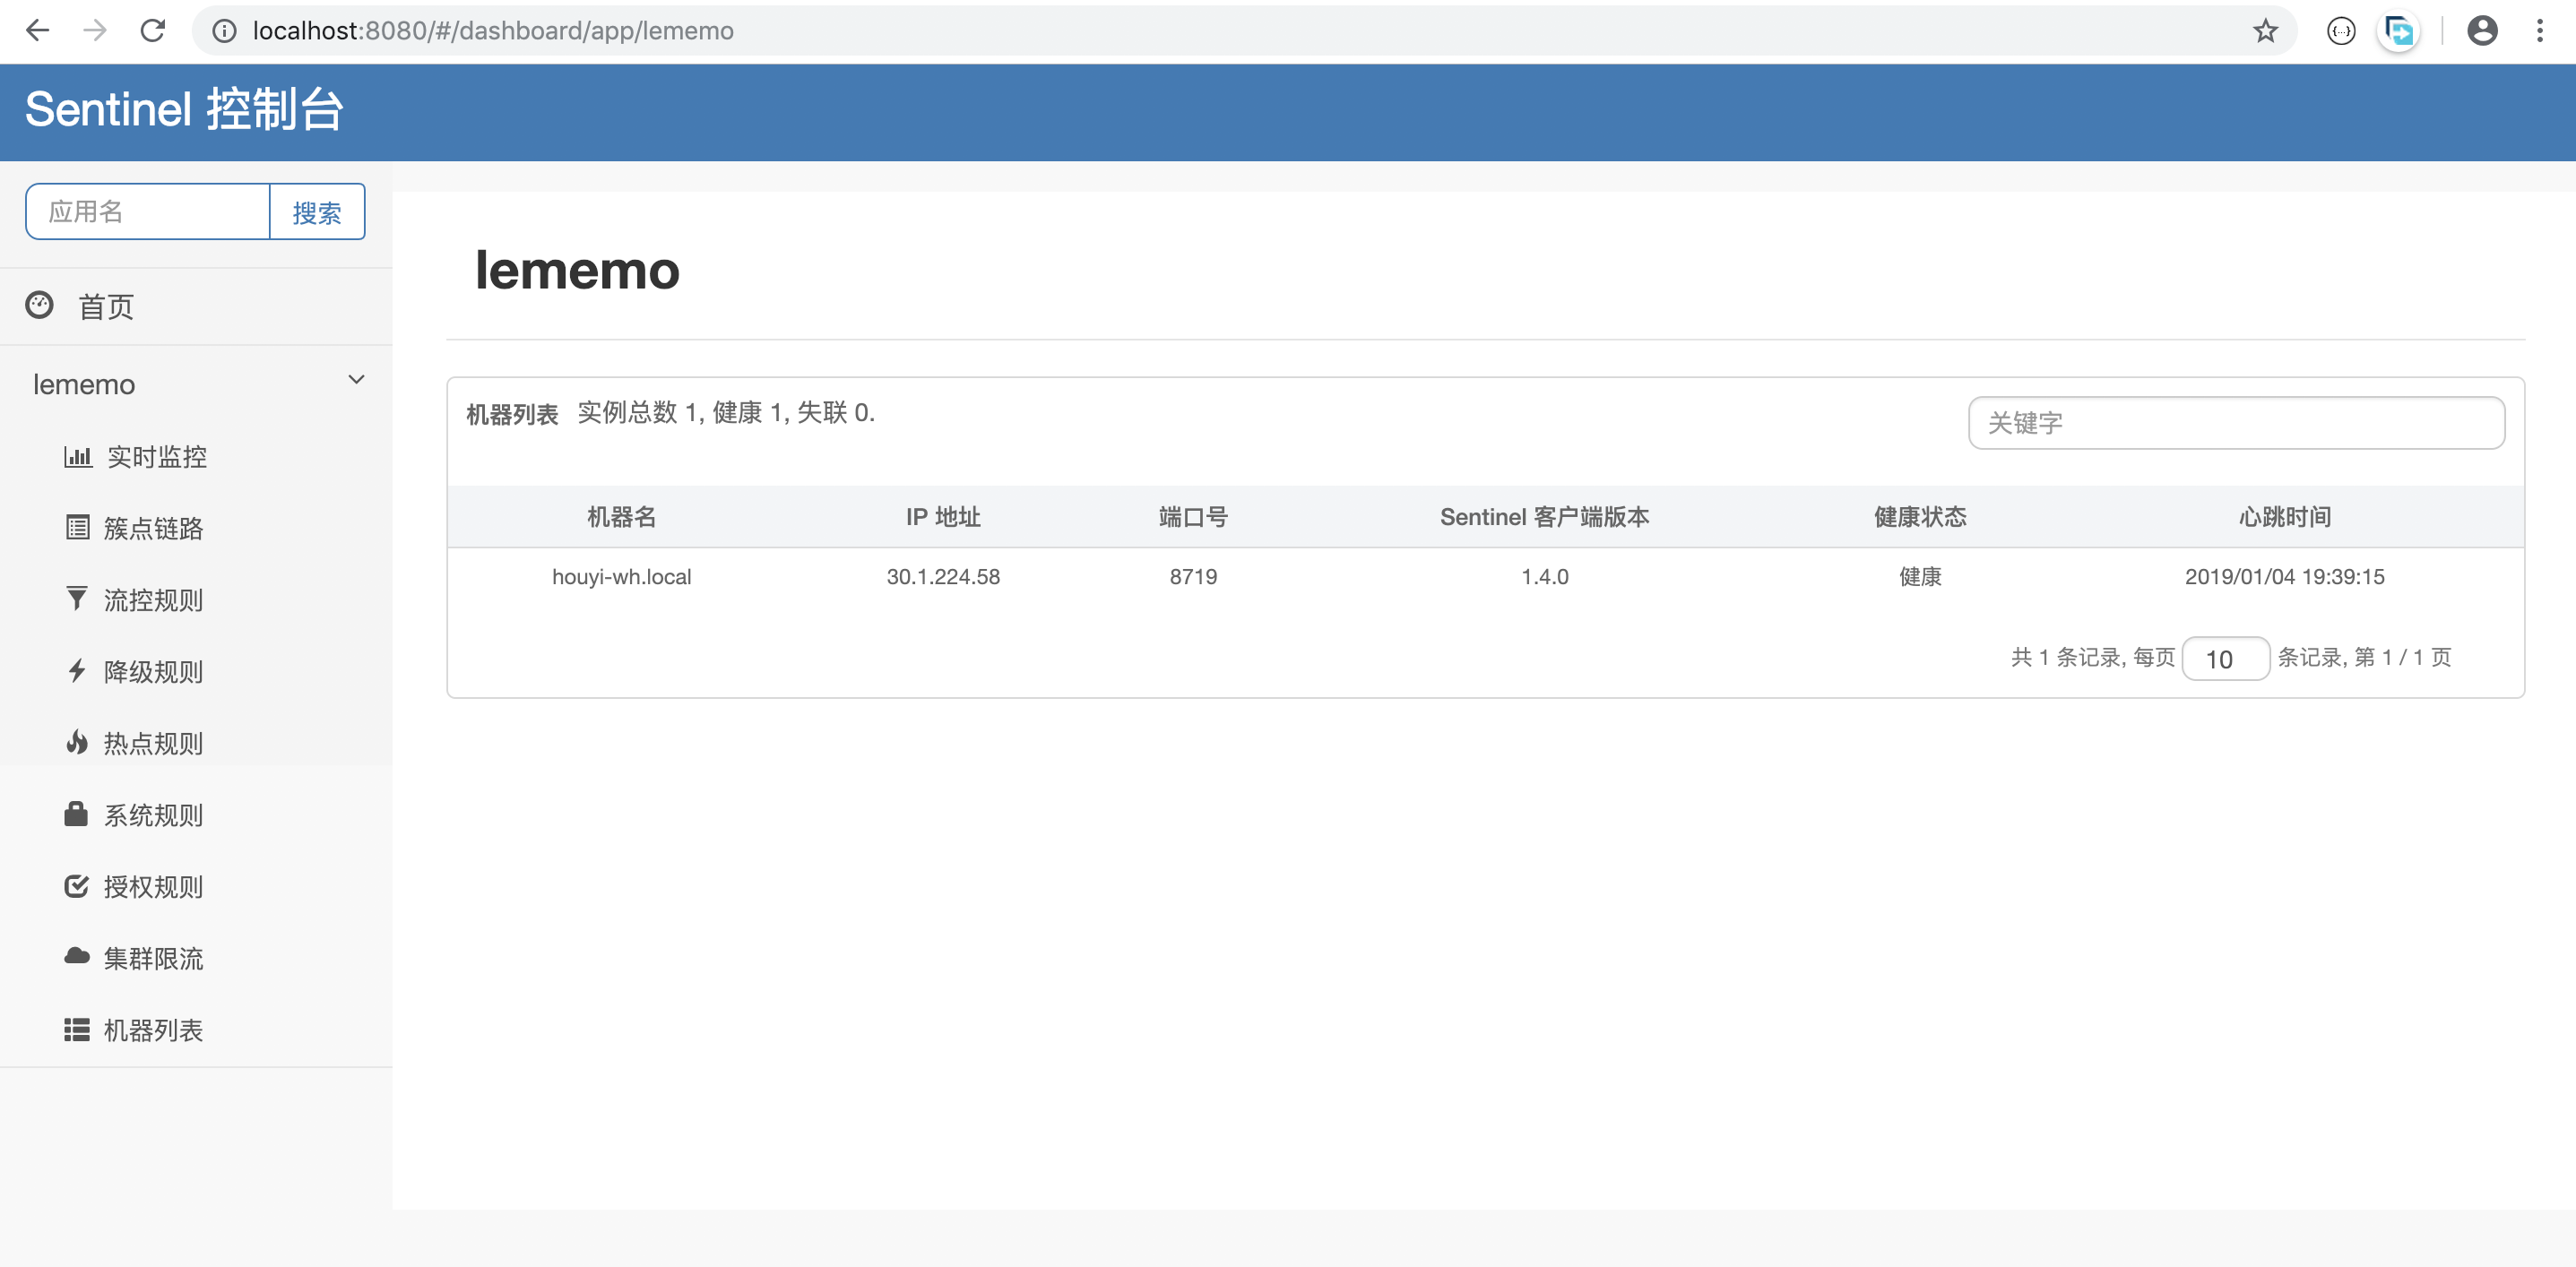 localhost:8080/#/dashboard/app/lememo
Sentinel 控制台
应用名
搜索
首页
lememo
实时监控
簇点链路
流控规则
降级规则
热点规则
系统规则
授权规则
集群限流
机器列表
lememo
机器列表 实例总数 1, 健康 1, 失联 0.
关键字
机器名 IP 地址 端口号 Sentinel 客户端版本 健康状态 心跳时间
houyi-wh.local 30.1.224.58 8719 1.4.0 健康 2019/01/04 19:39:15
共 1 条记录, 每页 10 条记录, 第 1 / 1 页